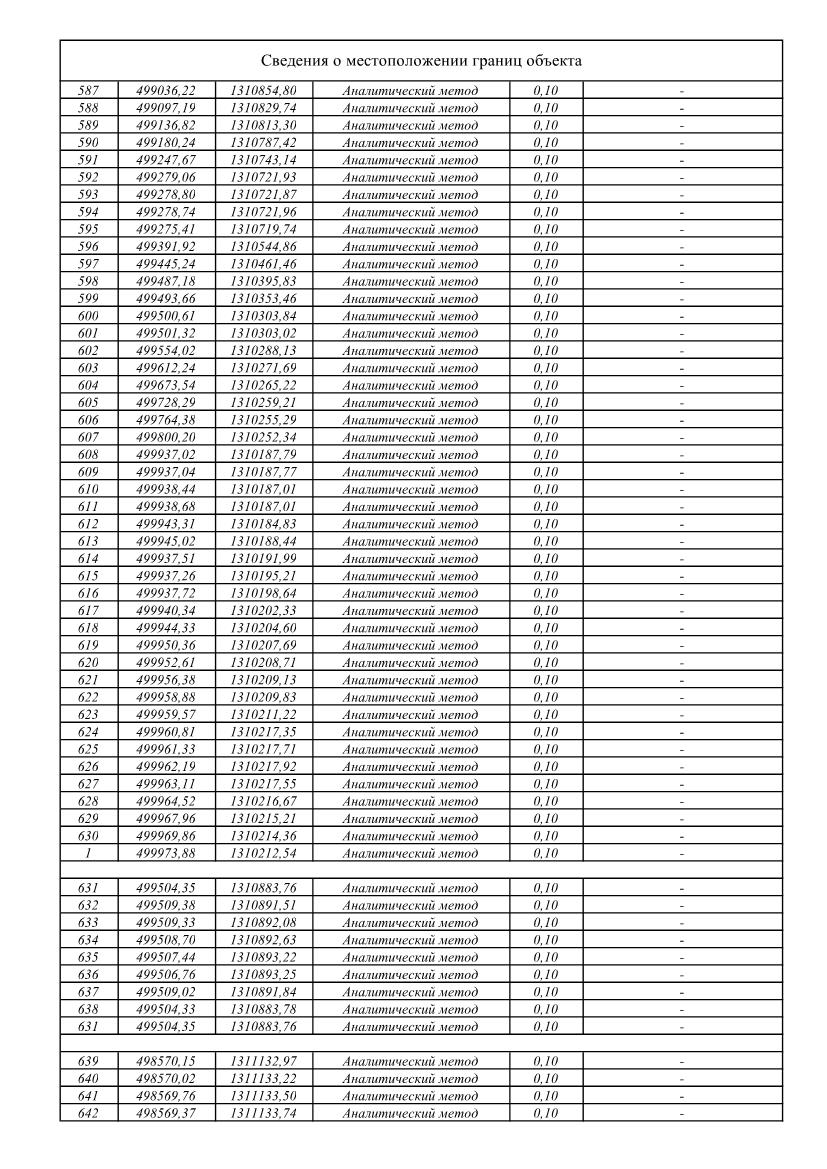 Сведения о местоположении границ объекта
587 499036,22 1310854,80 Аналитический метод 0,10 -
588 499097,19 1310829,74 Аналитический метод 0,10 -
589 499136,82 1310813,30 Аналитический метод 0,10 -
590 499180,24 1310787,42 Аналитический метод 0,10 -
591 499247,67 1310743,14 Аналитический метод 0,10 -
592 499279,06 1310721,93 Аналитический метод 0,10 -
593 499278,80 1310721,87 Аналитический метод 0,10 -
594 499278,74 1310721,96 Аналитический метод 0,10 -
595 499275,41 1310719,74 Аналитический метод 0,10 -
596 499391,92 1310544,86 Аналитический метод 0,10 -
597 499445,24 1310461,46 Аналитический метод 0,10 -
598 499487,18 1310395,83 Аналитический метод 0,10 -
599 499493,66 1310353,46 Аналитический метод 0,10 -
600 499500,61 1310303,84 Аналитический метод 0,10 -
601 499501,32 1310303,02 Аналитический метод 0,10 -
602 499554,02 1310288,13 Аналитический метод 0,10 -
603 499612,24 1310271,69 Аналитический метод 0,10 -
604 499673,54 1310265,22 Аналитический метод 0,10 -
605 499728,29 1310259,21 Аналитический метод 0,10 -
606 499764,38 1310255,29 Аналитический метод 0,10 -
607 499800,20 1310252,34 Аналитический метод 0,10 -
608 499937,02 1310187,79 Аналитический метод 0,10 -
609 499937,04 1310187,77 Аналитический метод 0,10 -
610 499938,44 1310187,01 Аналитический метод 0,10 -
611 499938,68 1310187,01 Аналитический метод 0,10 -
612 499943,31 1310184,83 Аналитический метод 0,10 -
613 499945,02 1310188,44 Аналитический метод 0,10 -
614 499937,51 1310191,99 Аналитический метод 0,10 -
615 499937,26 1310195,21 Аналитический метод 0,10 -
616 499937,72 1310198,64 Аналитический метод 0,10 -
617 499940,34 1310202,33 Аналитический метод 0,10 -
618 499944,33 1310204,60 Аналитический метод 0,10 -
619 499950,36 1310207,69 Аналитический метод 0,10 -
620 499952,61 1310208,71 Аналитический метод 0,10 -
621 499956,38 1310209,13 Аналитический метод 0,10 -
622 499958,88 1310209,83 Аналитический метод 0,10 -
623 499959,57 1310211,22 Аналитический метод 0,10 -
624 499960,81 1310217,35 Аналитический метод 0,10 -
625 499961,33 1310217,71 Аналитический метод 0,10 -
626 499962,19 1310217,92 Аналитический метод 0,10 -
627 499963,11 1310217,55 Аналитический метод 0,10 -
628 499964,52 1310216,67 Аналитический метод 0,10 -
629 499967,96 1310215,21 Аналитический метод 0,10 -
630 499969,86 1310214,36 Аналитический метод 0,10 -
1 499973,88 1310212,54 Аналитический метод 0,10 -
631 499504,35 1310883,76 Аналитический метод 0,10 -
632 499509,38 1310891,51 Аналитический метод 0,10 -
633 499509,33 1310892,08 Аналитический метод 0,10 -
634 499508,70 1310892,63 Аналитический метод 0,10 -
635 499507,44 1310893,22 Аналитический метод 0,10 -
636 499506,76 1310893,25 Аналитический метод 0,10 -
637 499509,02 1310891,84 Аналитический метод 0,10 -
638 499504,33 1310883,78 Аналитический метод 0,10 -
631 499504,35 1310883,76 Аналитический метод 0,10 -
639 498570,15 1311132,97 Аналитический метод 0,10 -
640 498570,02 1311133,22 Аналитический метод 0,10 -
641 498569,76 1311133,50 Аналитический метод 0,10 -
642 498569,37 1311133,74 Аналитический метод 0,10 -